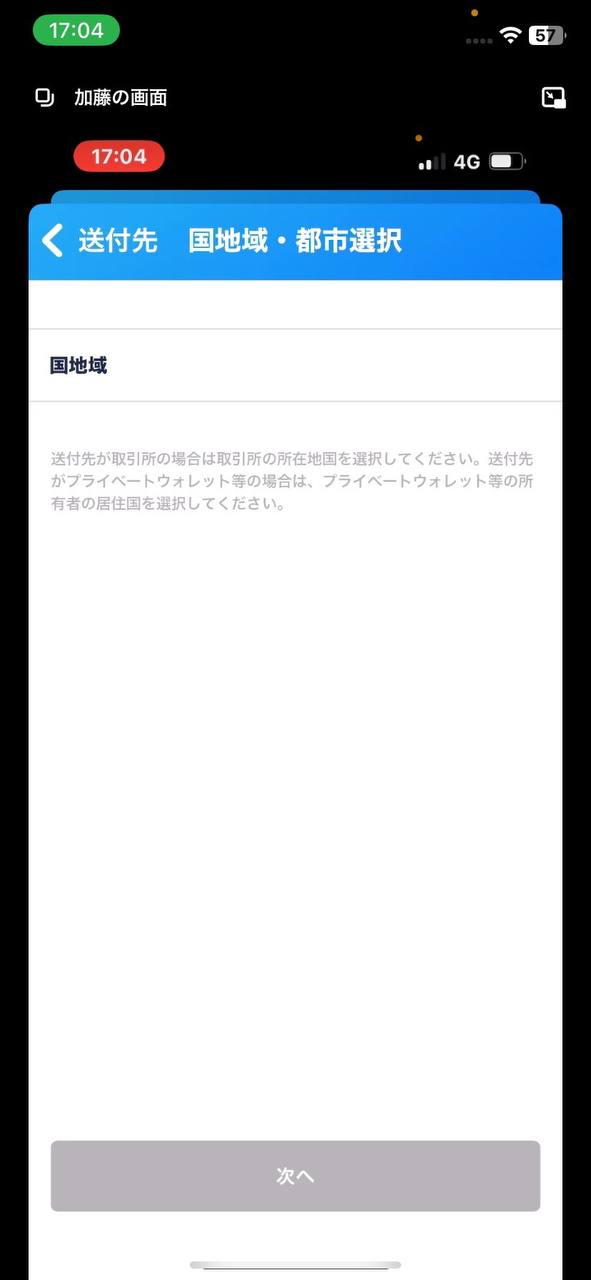 17:04
57
加藤の画面
17:04
4G
送付先 国地域・都市選択
国地域
送付先が取引所の場合は取引所の所在地国を選択してください。送付先
がプライベートウォレット等の場合は、プライベートウォレット等の所
有者の居住国を選択してください。
次へ